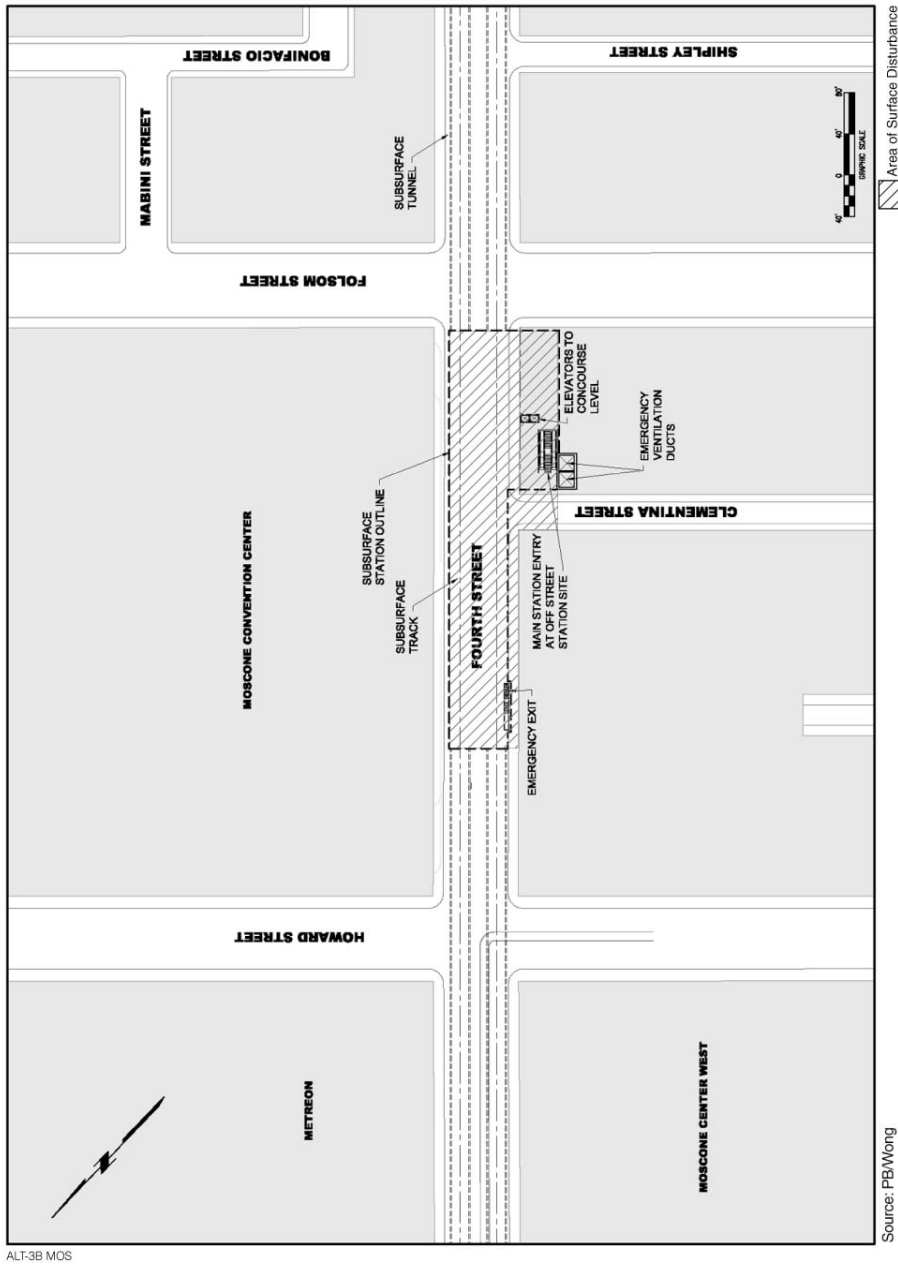 METREON
HOWARD STREET
MOSCONE CENTER WEST
MOSCONE CONVENTION CENTER
SUBSURFACE
STATION OUTLINE
SUBSURFACE
TRACK
FOURTH STREET
EMERGENCY EXIT
MAIN STATION ENTRY
AT OFF STREET
STATION SITE
CLEMENTINA STREET
ELEVATORS TO
CONCOURSE
LEVEL
EMERGENCY
VENTILATION
DUCTS
FOLSOM STREET
MABINI STREET
BONIFACIO STREET
SUBSURFACE
TUNNEL
SHIPLEY STREET
40' 0 40' 80'
GRAPHIC SCALE
Source: PB/Wong
Area of Surface Disturbance
ALT-3B MOS